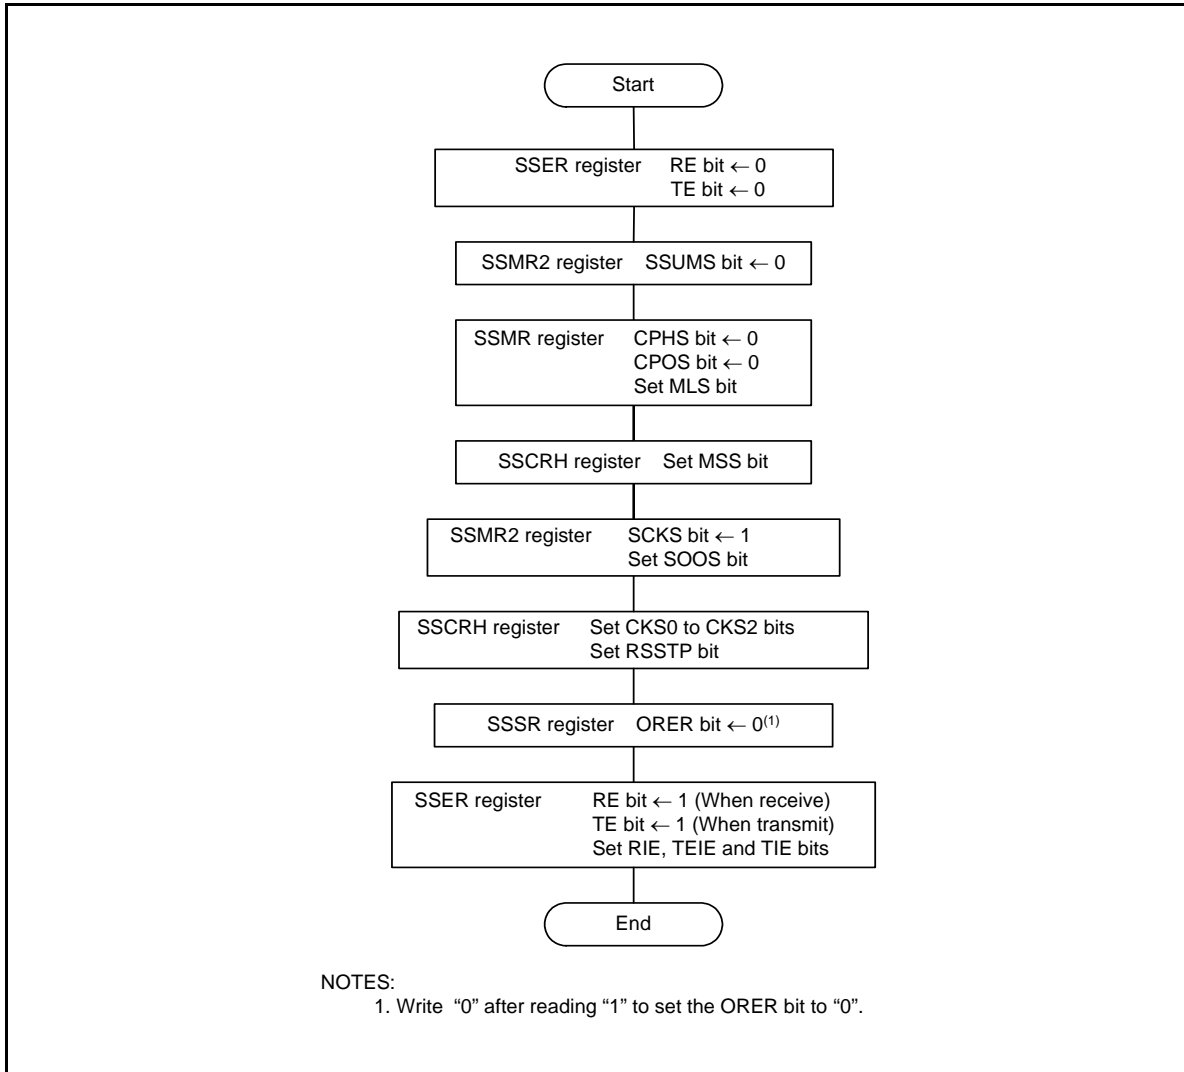 Start
SSER register RE bit ← 0
TE bit ← 0
SSMR2 register SSUMS bit ← 0
SSMR register CPHS bit ← 0
CPOS bit ← 0
Set MLS bit
SSCRH register Set MSS bit
SSMR2 register SCKS bit ← 1
Set SOOS bit
SSCRH register Set CKS0 to CKS2 bits
Set RSSTP bit
SSSR register ORER bit ← 0(1)
SSER register RE bit ← 1 (When receive)
TE bit ← 1 (When transmit)
Set RIE, TEIE and TIE bits
End
NOTES:
1. Write “0” after reading “1” to set the ORER bit to “0”.